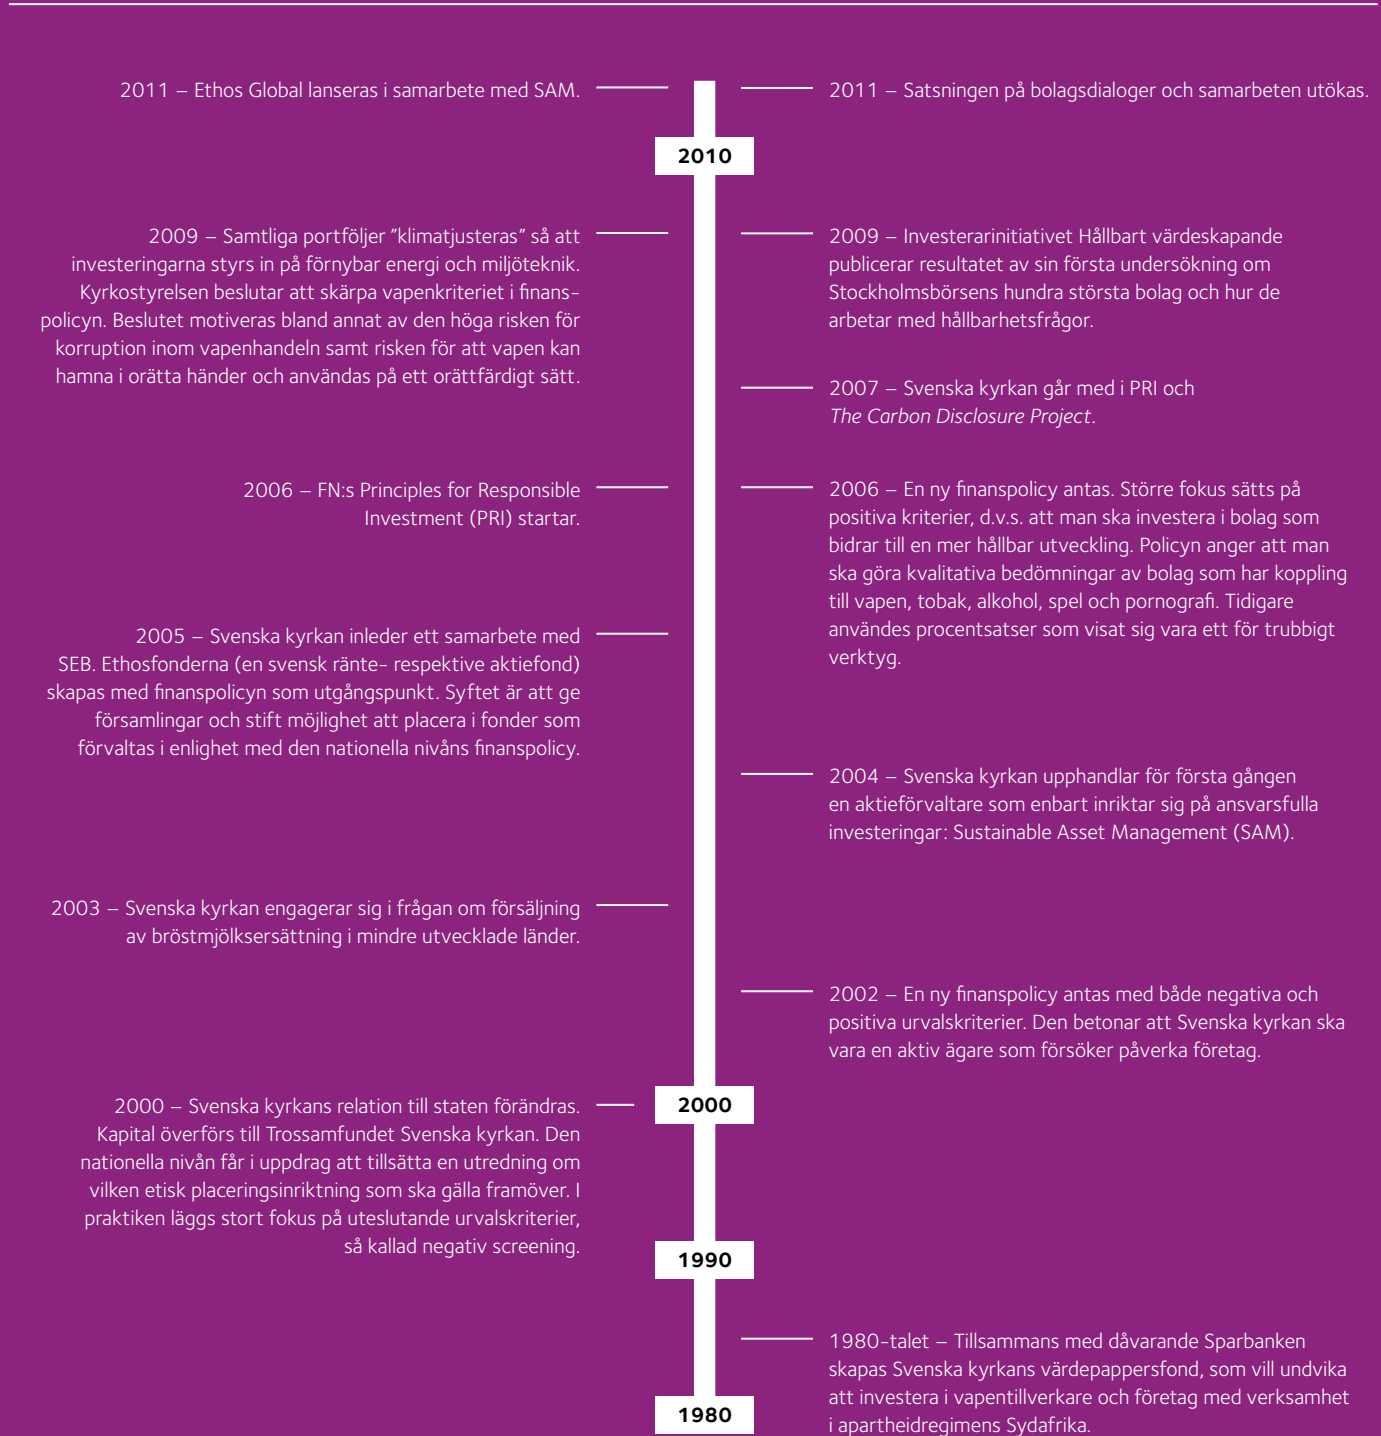 2011 – Ethos Global lanseras i samarbete med SAM.
2011 – Satsningen på bolagsdialoger och samarbeten utökas.
2010
2009 – Samtliga portföljer ”klimatjusteras” så att
investeringarna styrs in på förnybar energi och miljöteknik.
Kyrkostyrelsen beslutar att skärpa vapenkriteriet i finans-
policyn. Beslutet motiveras bland annat av den höga risken för
korruption inom vapenhandeln samt risken för att vapen kan
hamna i orätta händer och användas på ett orättfärdigt sätt.
2009 – Investerarinitiativet Hållbart värdeskapande
publicerar resultatet av sin första undersökning om
Stockholmsbörsens hundra största bolag och hur de
arbetar med hållbarhetsfrågor.
2007 – Svenska kyrkan går med i PRI och
The Carbon Disclosure Project.
2006 – FN:s Principles for Responsible
Investment (PRI) startar.
2006 – En ny finanspolicy antas. Större fokus sätts på
positiva kriterier, d.v.s. att man ska investera i bolag som
bidrar till en mer hållbar utveckling. Policyn anger att man
ska göra kvalitativa bedömningar av bolag som har koppling
till vapen, tobak, alkohol, spel och pornografi. Tidigare
användes procentsatser som visat sig vara ett för trubbigt
verktyg.
2005 – Svenska kyrkan inleder ett samarbete med
SEB. Ethosfonderna (en svensk ränte- respektive aktiefond)
skapas med finanspolicyn som utgångspunkt. Syftet är att ge
församlingar och stift möjlighet att placera i fonder som
förvaltas i enlighet med den nationella nivåns finanspolicy.
2004 – Svenska kyrkan upphandlar för första gången
en aktieförvaltare som enbart inriktar sig på ansvarsfulla
investeringar: Sustainable Asset Management (SAM).
2003 – Svenska kyrkan engagerar sig i frågan om försäljning
av bröstmjölksersättning i mindre utvecklade länder.
2002 – En ny finanspolicy antas med både negativa och
positiva urvalskriterier. Den betonar att Svenska kyrkan ska
vara en aktiv ägare som försöker påverka företag.
2000
2000 – Svenska kyrkans relation till staten förändras.
Kapital överförs till Trossamfundet Svenska kyrkan. Den
nationella nivån får i uppdrag att tillsätta en utredning om
vilken etisk placeringsinriktning som ska gälla framöver. I
praktiken läggs stort fokus på uteslutande urvalskriterier,
så kallad negativ screening.
1990
1980-talet – Tillsammans med dåvarande Sparbanken
skapas Svenska kyrkans värdepappersfond, som vill undvika
att investera i vapentillverkare och företag med verksamhet
i apartheidregimens Sydafrika.
1980